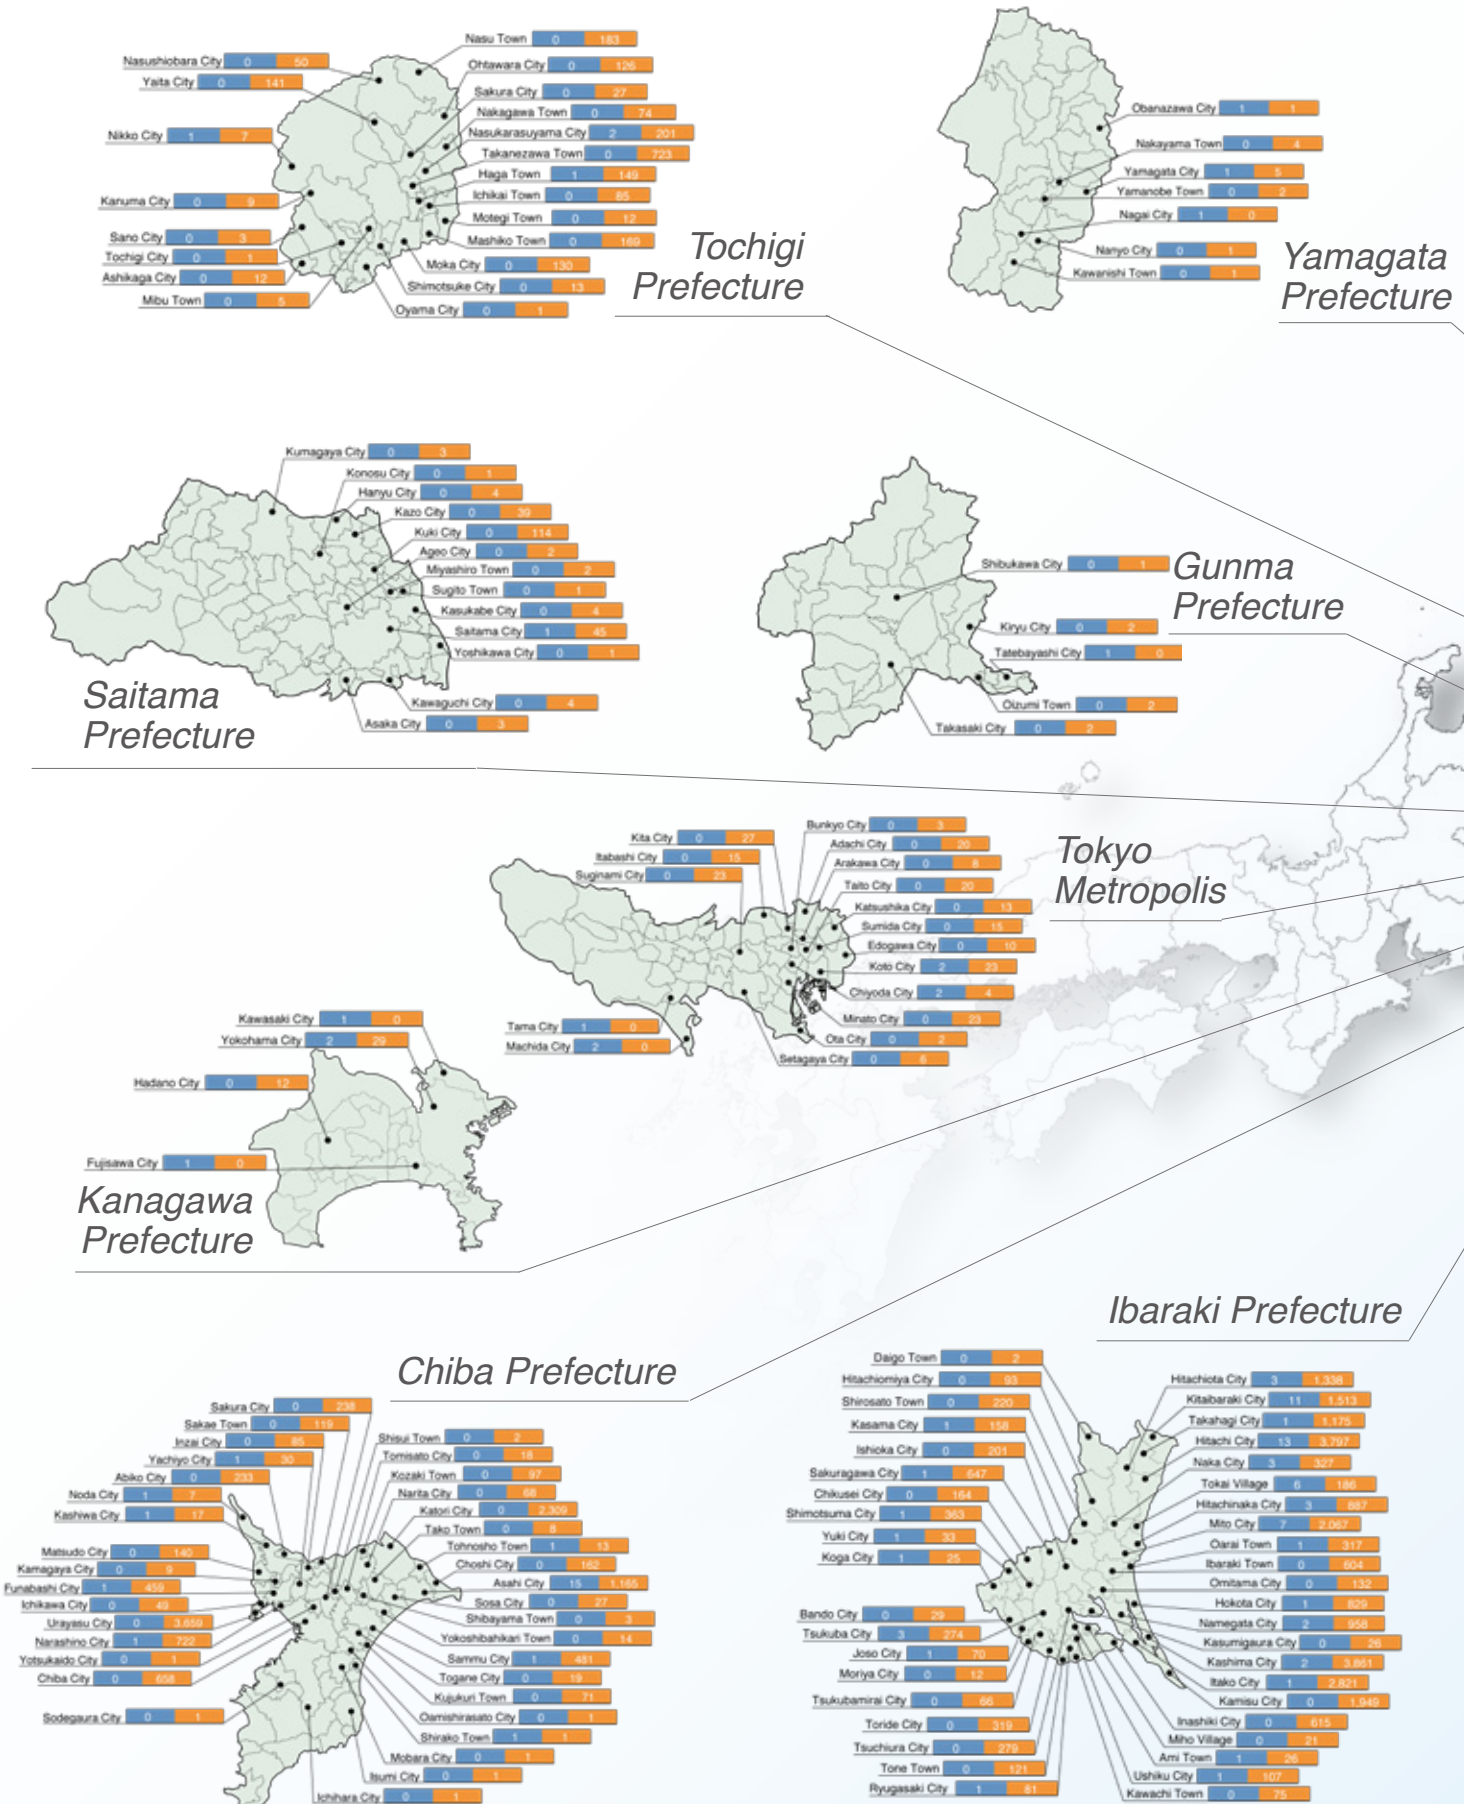 Nasu Town 0 183
Nasushiobara City 0 50
Ohtawara City 0 126
Yaita City 0 141
Sakura City 0 27
Nakagawa Town 0 74
Nikko City 1 7
Nasukarasuyama City 2 201
Takanezawa Town 0 723
Haga Town 1 149
Kanuma City 0 9
Ichikai Town 0 85
Motegi Town 0 12
Sano City 0 3
Mashiko Town 0 169
Tochigi City 0 1
Moka City 0 130
Ashikaga City 0 12
Shimotsuke City 0 13
Mibu Town 0 5
Oyama City 0 1
Tochigi
Prefecture
Obanazawa City 1 1
Nakayama Town 0 4
Yamagata City 1 5
Yamanobe Town 0 2
Nagai City 1 0
Nanyo City 0 1
Kawanishi Town 0 1
Yamagata
Prefecture
Kumagaya City 0 3
Konosu City 0 1
Hanyu City 0 4
Kazo City 0 39
Kuki City 0 114
Ageo City 0 2
Miyashiro Town 0 2
Sugito Town 0 1
Kasukabe City 0 4
Saitama City 1 45
Yoshikawa City 0 1
Kawaguchi City 0 4
Asaka City 0 3
Saitama
Prefecture
Shibukawa City 0 1
Kiryu City 0 2
Tatebayashi City 1 0
Oizumi Town 0 2
Takasaki City 0 2
Gunma
Prefecture
Bunkyo City 0 3
Kita City 0 27
Adachi City 0 20
Itabashi City 0 15
Arakawa City 0 8
Suginami City 0 23
Taito City 0 20
Katsushika City 0 13
Sumida City 0 15
Edogawa City 0 10
Koto City 2 23
Chiyoda City 2 4
Minato City 0 23
Tama City 1 0
Ota City 0 2
Machida City 2 0
Setagaya City 0 6
Tokyo
Metropolis
Kawasaki City 1 0
Yokohama City 2 29
Hadano City 0 12
Fujisawa City 1 0
Kanagawa
Prefecture
Chiba Prefecture
Sakura City 0 238
Sakae Town 0 119
Inzai City 0 85
Yachiyo City 1 30
Abiko City 0 233
Noda City 1 7
Kashiwa City 1 17
Matsudo City 0 140
Kamagaya City 0 9
Funabashi City 1 459
Ichikawa City 0 49
Urayasu City 0 3,659
Narashino City 1 722
Yotsukaido City 0 1
Chiba City 0 658
Sodegaura City 0 1
Shisui Town 0 2
Tomisato City 0 18
Kozaki Town 0 97
Narita City 0 68
Katori City 0 2,309
Tako Town 0 8
Tohnosho Town 1 13
Choshi City 0 162
Asahi City 15 1,165
Sosa City 0 27
Shibayama Town 0 3
Yokoshibahikari Town 0 14
Sammu City 1 481
Togane City 0 19
Kujukuri Town 0 71
Oamishirasato City 0 1
Shirako Town 1 1
Mobara City 0 1
Isumi City 0 1
Ichihara City 0 1
Ibaraki Prefecture
Daigo Town 0 2
Hitachiomiya City 0 93
Shirosato Town 0 220
Kasama City 1 158
Ishioka City 0 201
Sakuragawa City 1 647
Chikusei City 0 164
Shimotsuma City 1 363
Yuki City 1 33
Koga City 1 25
Bando City 0 29
Tsukuba City 3 274
Joso City 1 70
Moriya City 0 12
Tsukubamirai City 0 66
Toride City 0 319
Tsuchiura City 0 279
Tone Town 0 121
Ryugasaki City 1 81
Hitachiota City 3 1,338
Kitaibaraki City 11 1,513
Takahagi City 1 1,175
Hitachi City 13 3,797
Naka City 3 327
Tokai Village 6 186
Hitachinaka City 3 887
Mito City 7 2,067
Oarai Town 1 317
Ibaraki Town 0 604
Omitama City 0 132
Hokota City 1 829
Namegata City 2 958
Kasumigaura City 0 26
Kashima City 2 3,861
Itako City 1 2,821
Kamisu City 0 1,949
Inashiki City 0 615
Miho Village 0 21
Ami Town 1 26
Ushiku City 1 107
Kawachi Town 0 75